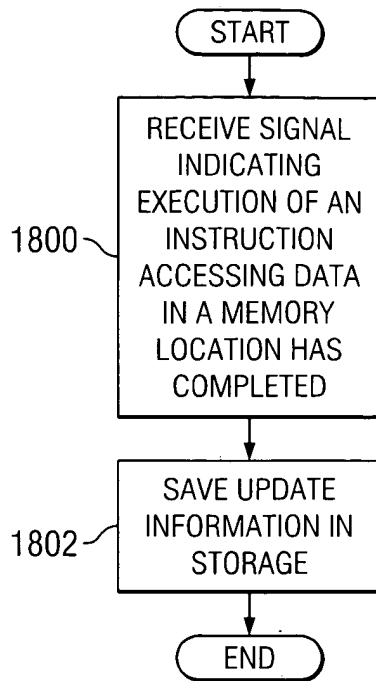 START
RECEIVE SIGNAL
INDICATING
EXECUTION OF AN
INSTRUCTION
ACCESSING DATA
IN A MEMORY
LOCATION HAS
COMPLETED
1800
SAVE UPDATE
INFORMATION IN
STORAGE
1802
END